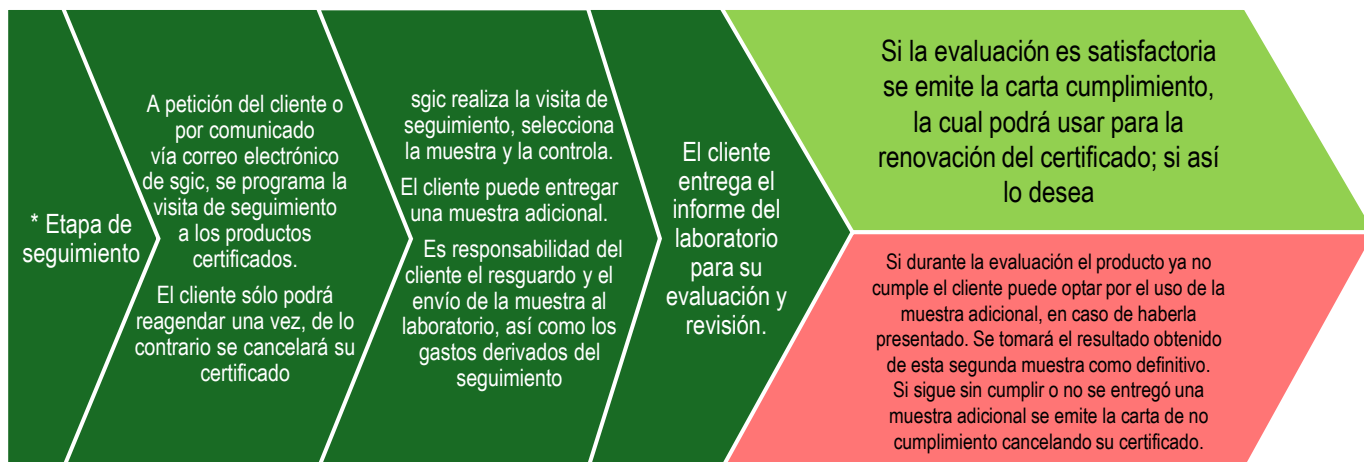 * Etapa de
seguimiento
A petición del cliente o
por comunicado
vía correo electrónico
de sgic, se programa la
visita de seguimiento
a los productos
certificados.
El cliente sólo podrá
reagendar una vez, de lo
contrario se cancelará su
certificado
sgic realiza la visita de
seguimiento, selecciona
la muestra y la controla.
El cliente puede entregar
una muestra adicional.
Es responsabilidad del
cliente el resguardo y el
envío de la muestra al
laboratorio, así como los
gastos derivados del
seguimiento
El cliente
entrega el
informe del
laboratorio
para su
evaluación y
revisión.
Si la evaluación es satisfactoria
se emite la carta cumplimiento,
la cual podrá usar para la
renovación del certificado; si así
lo desea
Si durante la evaluación el producto ya no
cumple el cliente puede optar por el uso de la
muestra adicional, en caso de haberla
presentado. Se tomará el resultado obtenido
de esta segunda muestra como definitivo.
Si sigue sin cumplir o no se entregó una
muestra adicional se emite la carta de no
cumplimiento cancelando su certificado.